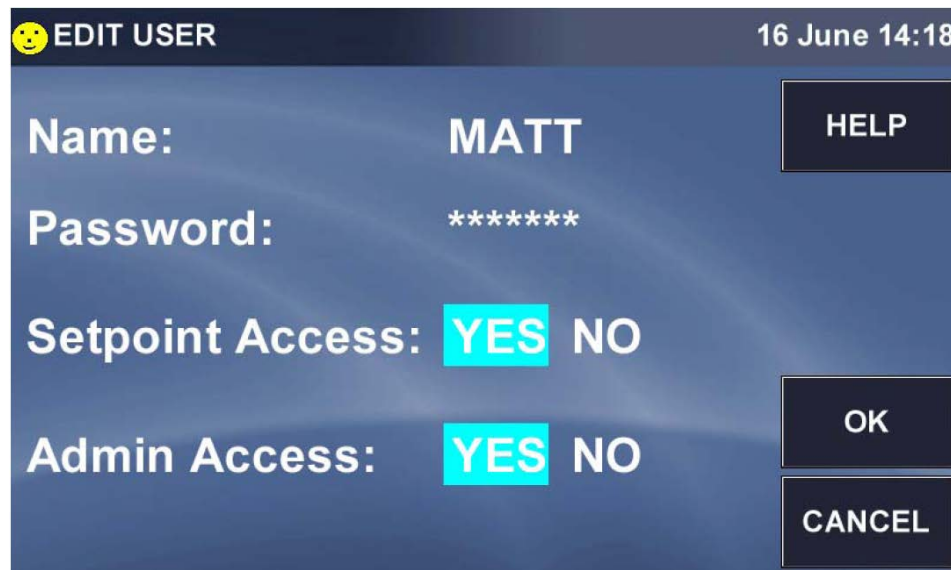 EDIT USER 16 June 14:18
Name: MATT
HELP
Password: *******
Setpoint Access: YES NO
OK
Admin Access: YES NO
CANCEL